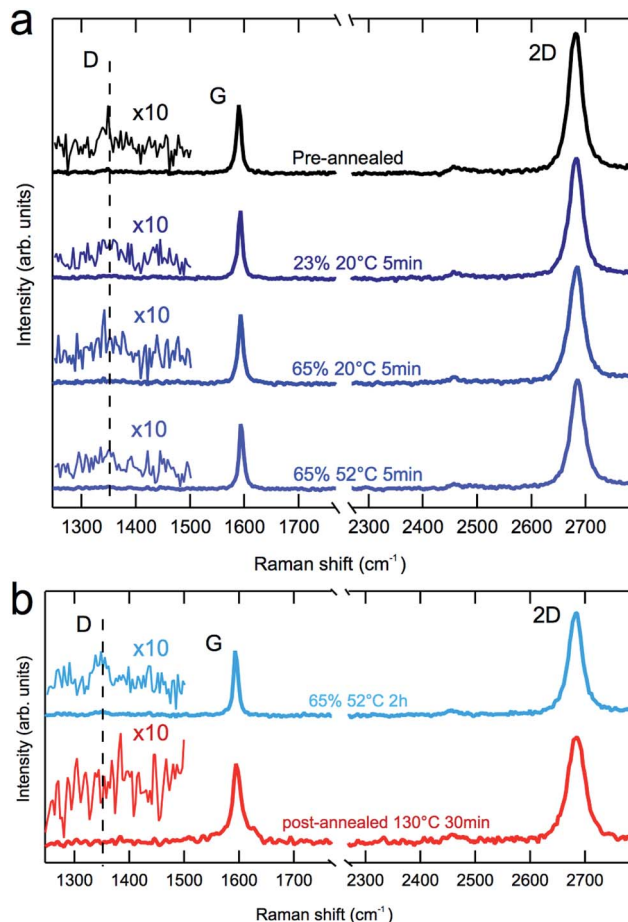 a
D
x10
G
2D
Pre-annealed
x10
23% 20°C 5min
x10
65% 20°C 5min
x10
65% 52°C 5min
Intensity (arb. units)
1300 1400 1500 1600 1700 2300 2400 2500 2600 2700
Raman shift (cm⁻¹)
b
D
x10
G
2D
65% 52°C 2h
x10
post-annealed 130°C 30min
Intensity (arb. units)
1300 1400 1500 1600 1700 2300 2400 2500 2600 2700
Raman shift (cm⁻¹)